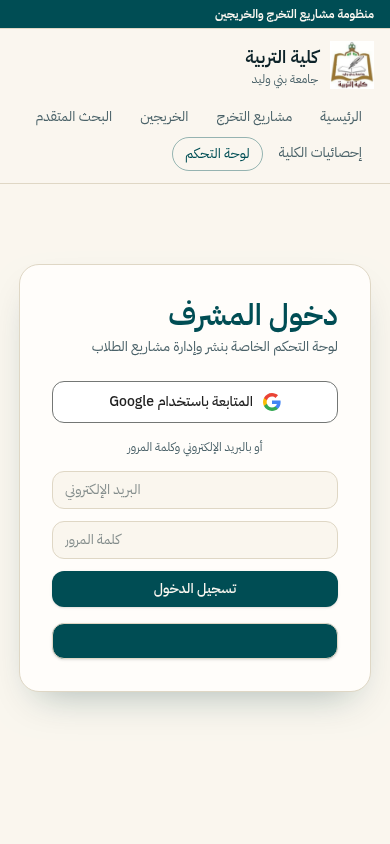 منظومة مشاريع التخرج والخريجين
كلية التربية
جامعة بني وليد
الرئيسية
مشاريع التخرج
الخريجين
البحث المتقدم
إحصائيات الكلية
لوحة التحكم
دخول المشرف
لوحة التحكم الخاصة بنشر وإدارة مشاريع الطلاب
المتابعة باستخدام Google
أو بالبريد الإلكتروني وكلمة المرور
البريد الإلكتروني
كلمة المرور
تسجيل الدخول